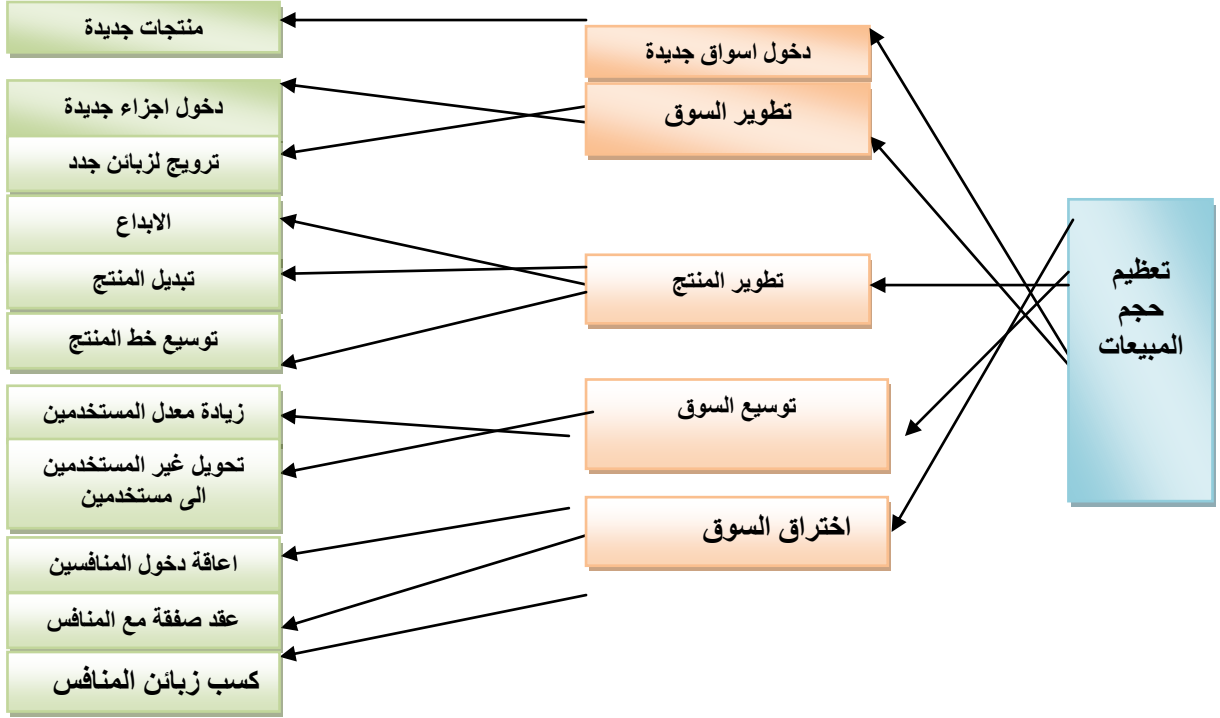 تعظيم
حجم
المبيعات
دخول اسواق جديدة
تطوير السوق
تطوير المنتج
توسيع السوق
اختراق السوق
منتجات جديدة
دخول اجزاء جديدة
ترويج لزبائن جدد
الابداع
تبديل المنتج
توسيع خط المنتج
زيادة معدل المستخدمين
تحويل غير المستخدمين
الى مستخدمين
اعاقة دخول المنافسين
عقد صفقة مع المنافس
كسب زبائن المنافس